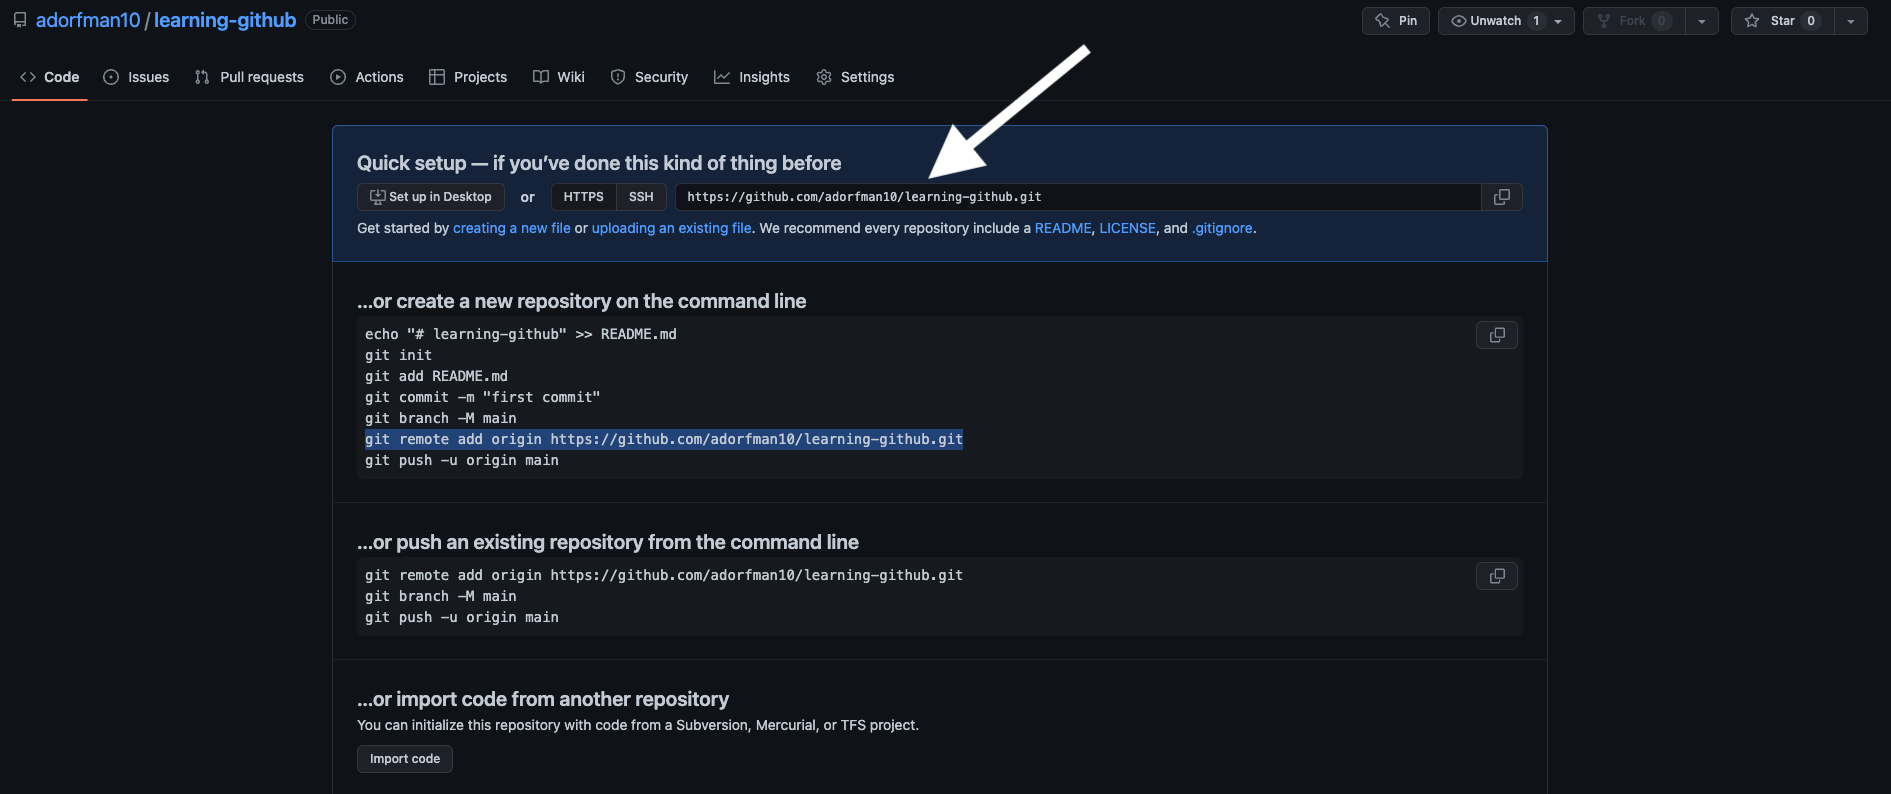 adorfman10 / learning-github Public
Pin Unwatch 1 Fork 0 Star 0
Code Issues Pull requests Actions Projects Wiki Security Insights Settings
Quick setup — if you’ve done this kind of thing before
Set up in Desktop or HTTPS SSH https://github.com/adorfman10/learning-github.git
Get started by creating a new file or uploading an existing file. We recommend every repository include a README, LICENSE, and .gitignore.
…or create a new repository on the command line
echo "# learning-github" >> README.md
git init
git add README.md
git commit -m "first commit"
git branch -M main
git remote add origin https://github.com/adorfman10/learning-github.git
git push -u origin main
…or push an existing repository from the command line
git remote add origin https://github.com/adorfman10/learning-github.git
git branch -M main
git push -u origin main
…or import code from another repository
You can initialize this repository with code from a Subversion, Mercurial, or TFS project.
Import code